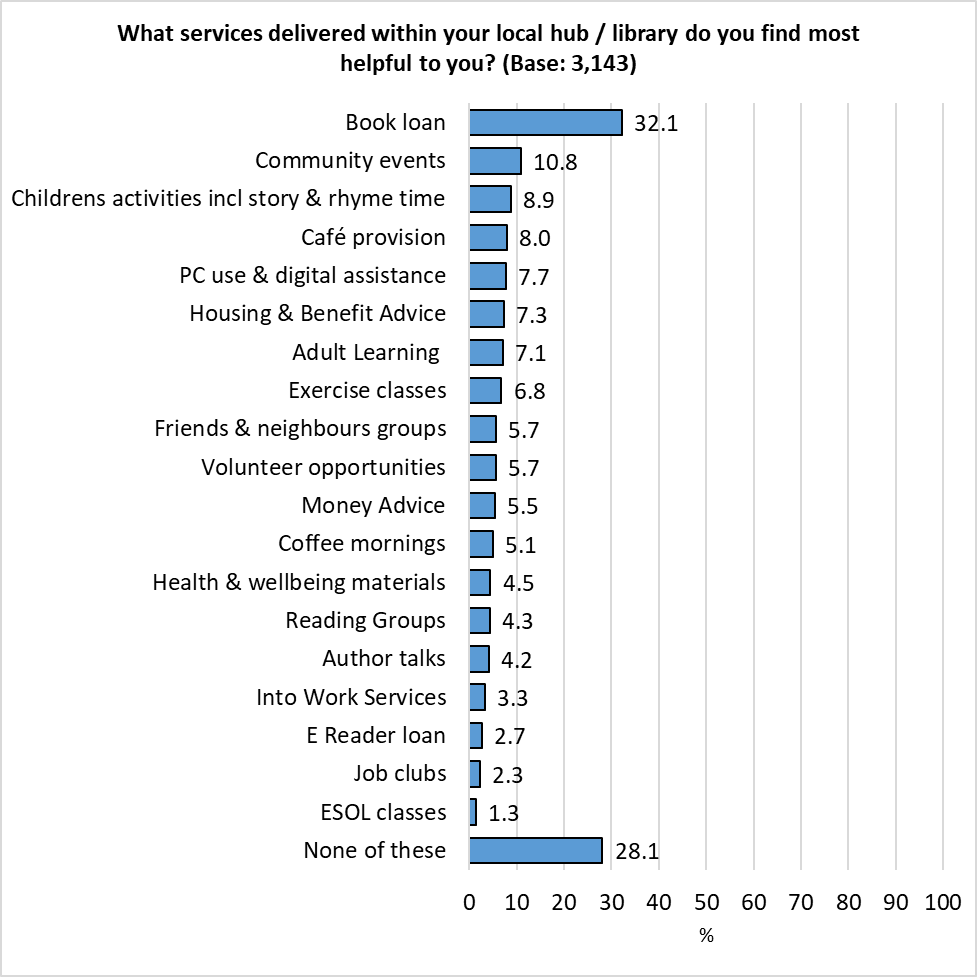 What services delivered within your local hub / library do you find most
helpful to you? (Base: 3,143)
Book loan 32.1
Community events 10.8
Childrens activities incl story & rhyme time 8.9
Café provision 8.0
PC use & digital assistance 7.7
Housing & Benefit Advice 7.3
Adult Learning 7.1
Exercise classes 6.8
Friends & neighbours groups 5.7
Volunteer opportunities 5.7
Money Advice 5.5
Coffee mornings 5.1
Health & wellbeing materials 4.5
Reading Groups 4.3
Author talks 4.2
Into Work Services 3.3
E Reader loan 2.7
Job clubs 2.3
ESOL classes 1.3
None of these 28.1
0 10 20 30 40 50 60 70 80 90 100
%